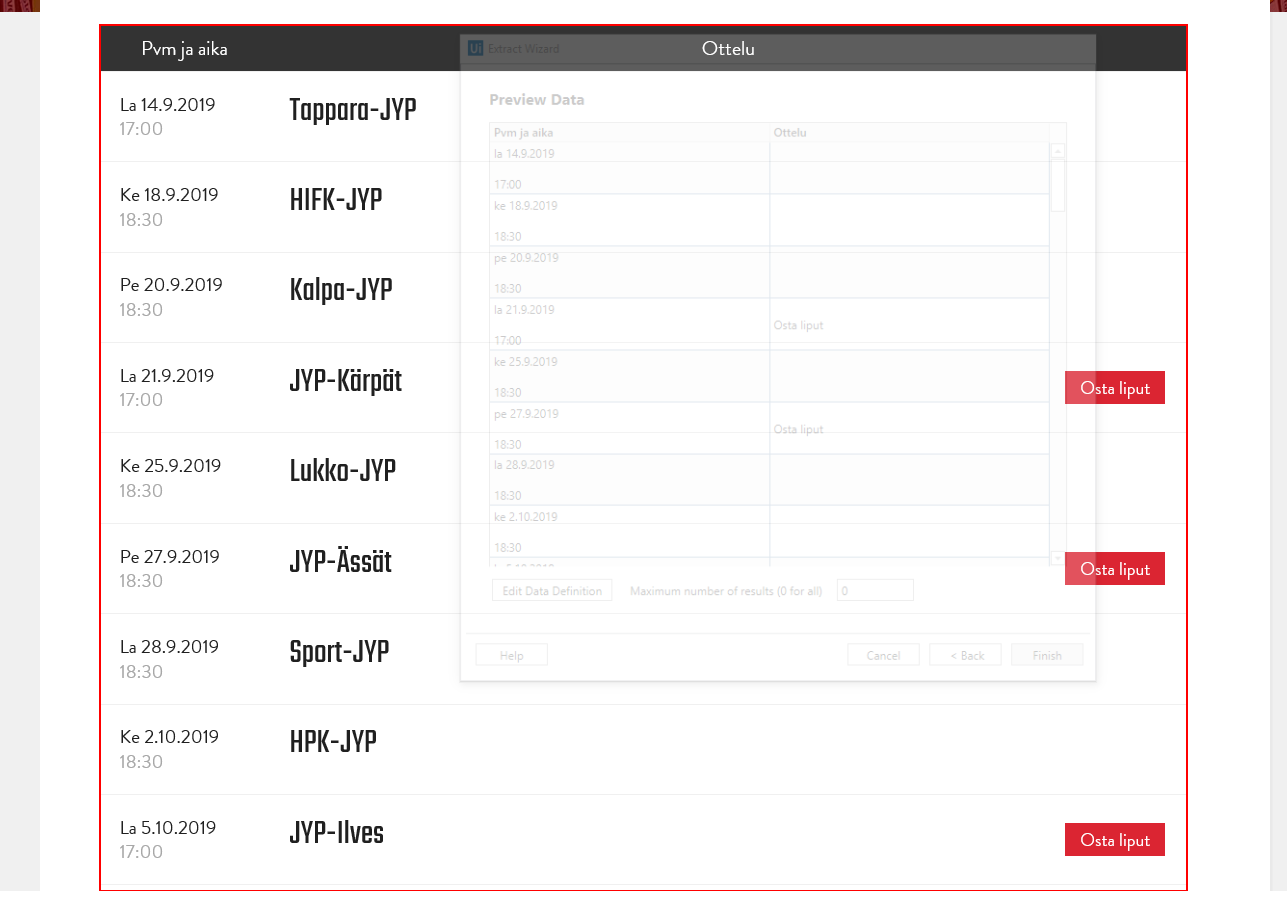 Pvm ja aika
Ottelu
La 14.9.2019
17:00
Tappara-JYP
Ke 18.9.2019
18:30
HIFK-JYP
Pe 20.9.2019
18:30
Kalpa-JYP
La 21.9.2019
17:00
JYP-Kärpät
Osta liput
Ke 25.9.2019
18:30
Lukko-JYP
Pe 27.9.2019
18:30
JYP-Ässät
Osta liput
La 28.9.2019
18:30
Sport-JYP
Ke 2.10.2019
18:30
HPK-JYP
La 5.10.2019
17:00
JYP-Ilves
Osta liput
Ui Extract Wizard
Preview Data
Pvm ja aika Ottelu
la 14.9.2019
17:00
ke 18.9.2019
18:30
pe 20.9.2019
18:30
la 21.9.2019
Osta liput
17:00
ke 25.9.2019
18:30
pe 27.9.2019
Osta liput
18:30
la 28.9.2019
18:30
ke 2.10.2019
18:30
Edit Data Definition Maximum number of results (0 for all) 0
Help Cancel < Back Finish